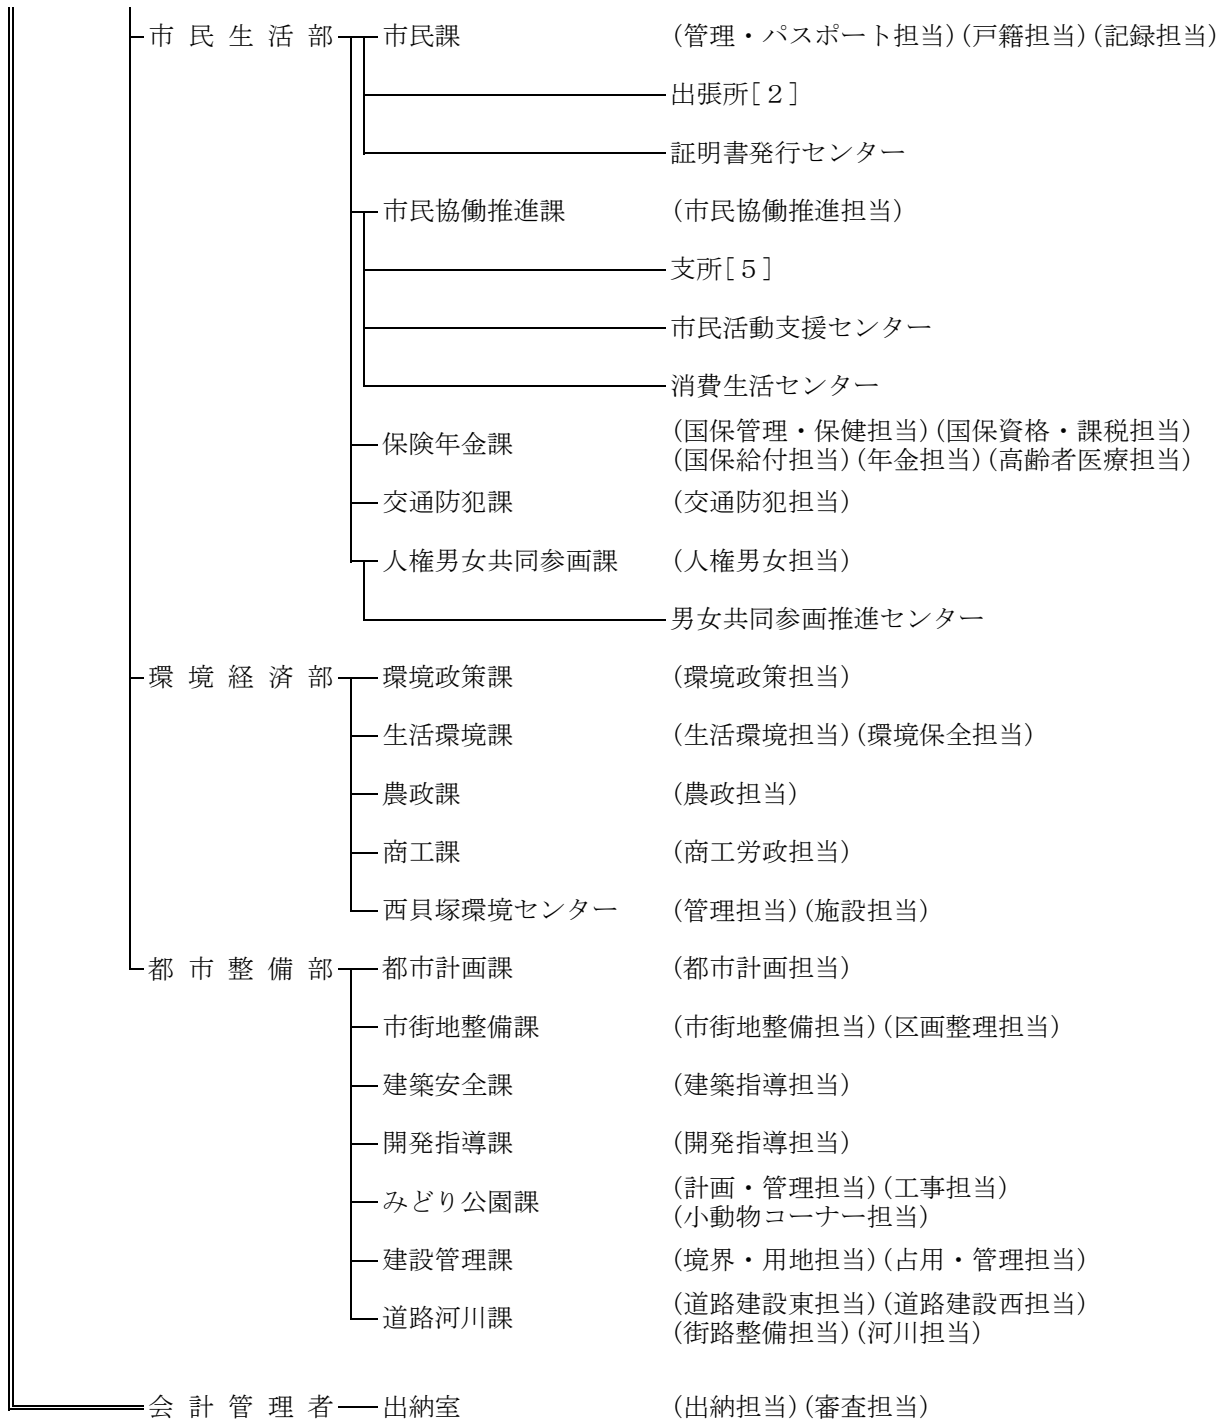 市民生活部 市民課 (管理・パスポート担当)(戸籍担当)(記録担当)
出張所[２]
証明書発行センター
市民協働推進課 (市民協働推進担当)
支所[５]
市民活動支援センター
消費生活センター
保険年金課 (国保管理・保健担当)(国保資格・課税担当)
(国保給付担当)(年金担当)(高齢者医療担当)
交通防犯課 (交通防犯担当)
人権男女共同参画課 (人権男女担当)
男女共同参画推進センター
環境経済部 環境政策課 (環境政策担当)
生活環境課 (生活環境担当)(環境保全担当)
農政課 (農政担当)
商工課 (商工労政担当)
西貝塚環境センター (管理担当)(施設担当)
都市整備部 都市計画課 (都市計画担当)
市街地整備課 (市街地整備担当)(区画整理担当)
建築安全課 (建築指導担当)
開発指導課 (開発指導担当)
みどり公園課 (計画・管理担当)(工事担当)
(小動物コーナー担当)
建設管理課 (境界・用地担当)(占用・管理担当)
道路河川課 (道路建設東担当)(道路建設西担当)
(街路整備担当)(河川担当)
会計管理者 出納室 (出納担当)(審査担当)